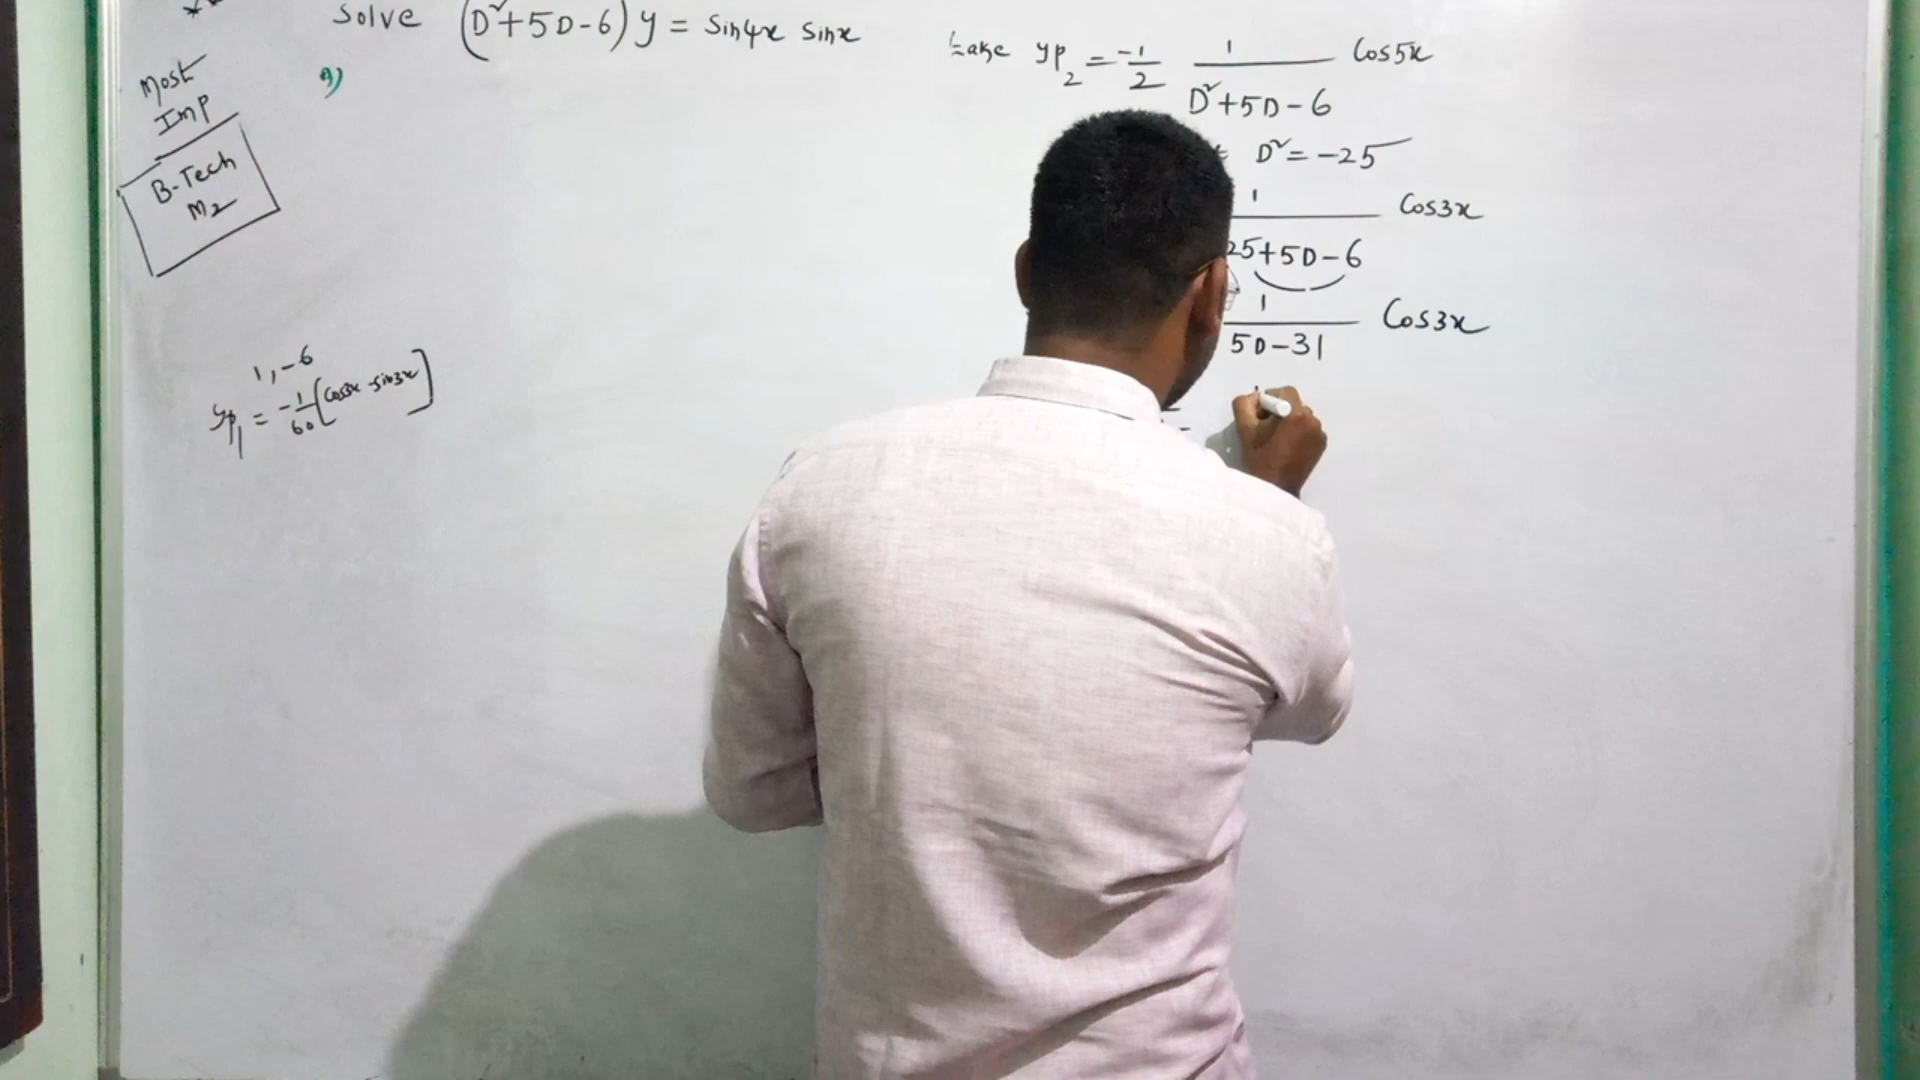 Solve (D²+5D-6)y = Sin4x sinx
Most
Imp
B-Tech
M2
1, -6
yp₁ = -1/60 [cos3x - sin3x]
take yp₂ = -1/2 1/(D²+5D-6) Cos5x
D² = -25
1/(25+5D-6) Cos3x
1/(5D-31) Cos3x
=